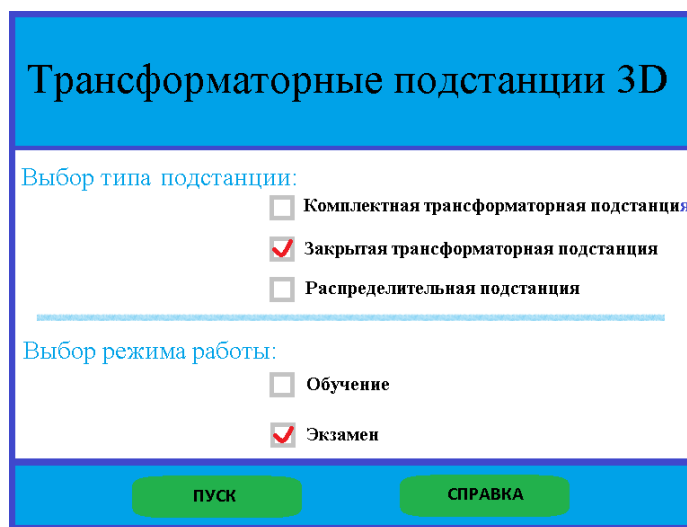 Трансформаторные подстанции 3D
Выбор типа подстанции:
Комплектная трансформаторная подстанция
Закрытая трансформаторная подстанция
Распределительная подстанция
Выбор режима работы:
Обучение
Экзамен
ПУСК
СПРАВКА